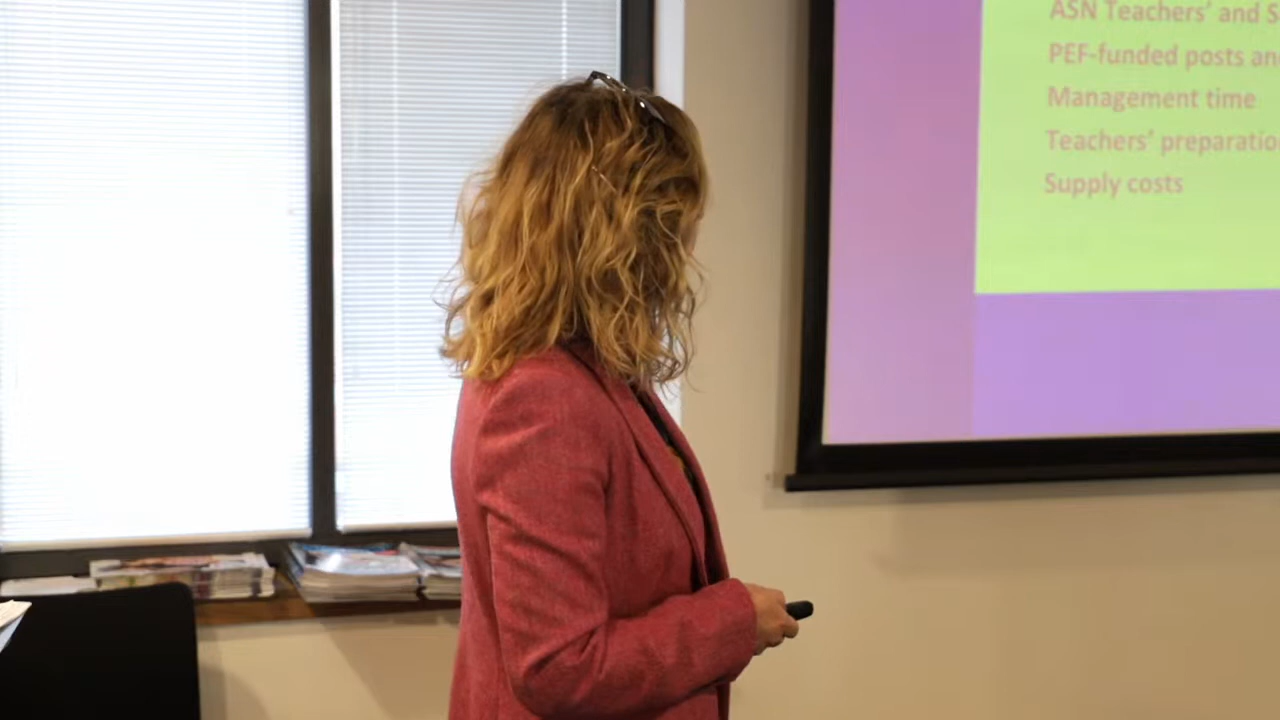 ASN Teachers’ and S
PEF-funded posts an
Management time
Teachers’ preparatio
Supply costs